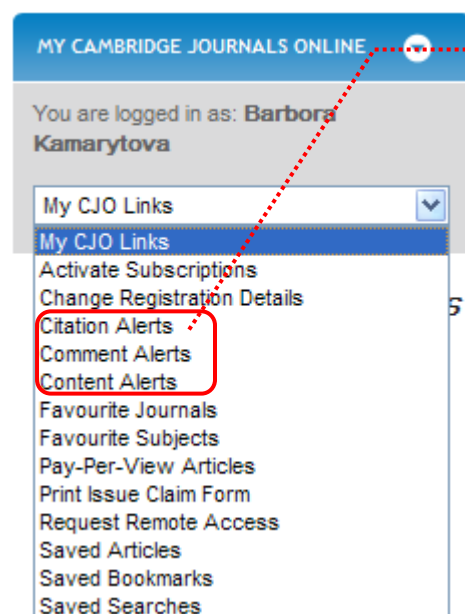 MY CAMBRIDGE JOURNALS ONLINE
You are logged in as: Barbora
Kamarytova
My CJO Links
My CJO Links
Activate Subscriptions
Change Registration Details
Citation Alerts
Comment Alerts
Content Alerts
Favourite Journals
Favourite Subjects
Pay-Per-View Articles
Print Issue Claim Form
Request Remote Access
Saved Articles
Saved Bookmarks
Saved Searches